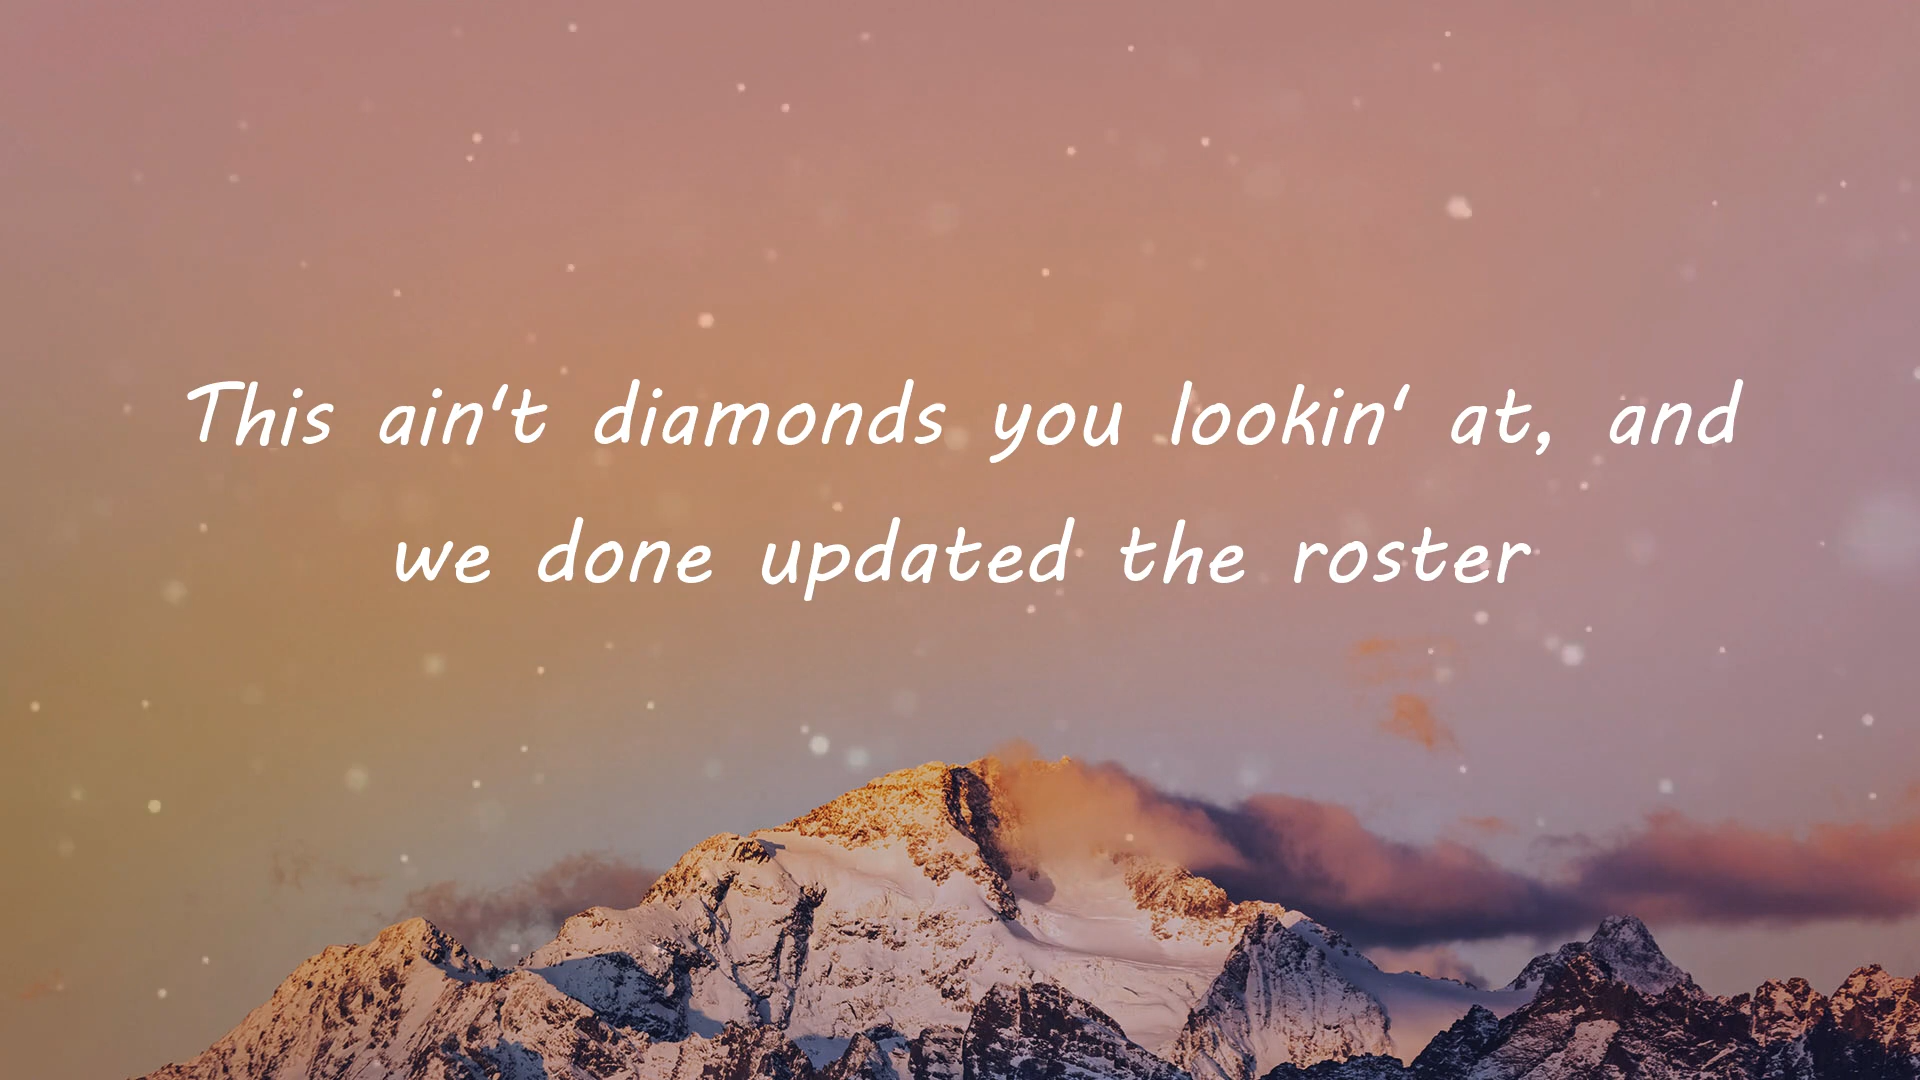 This ain't diamonds you lookin' at, and
we done updated the roster